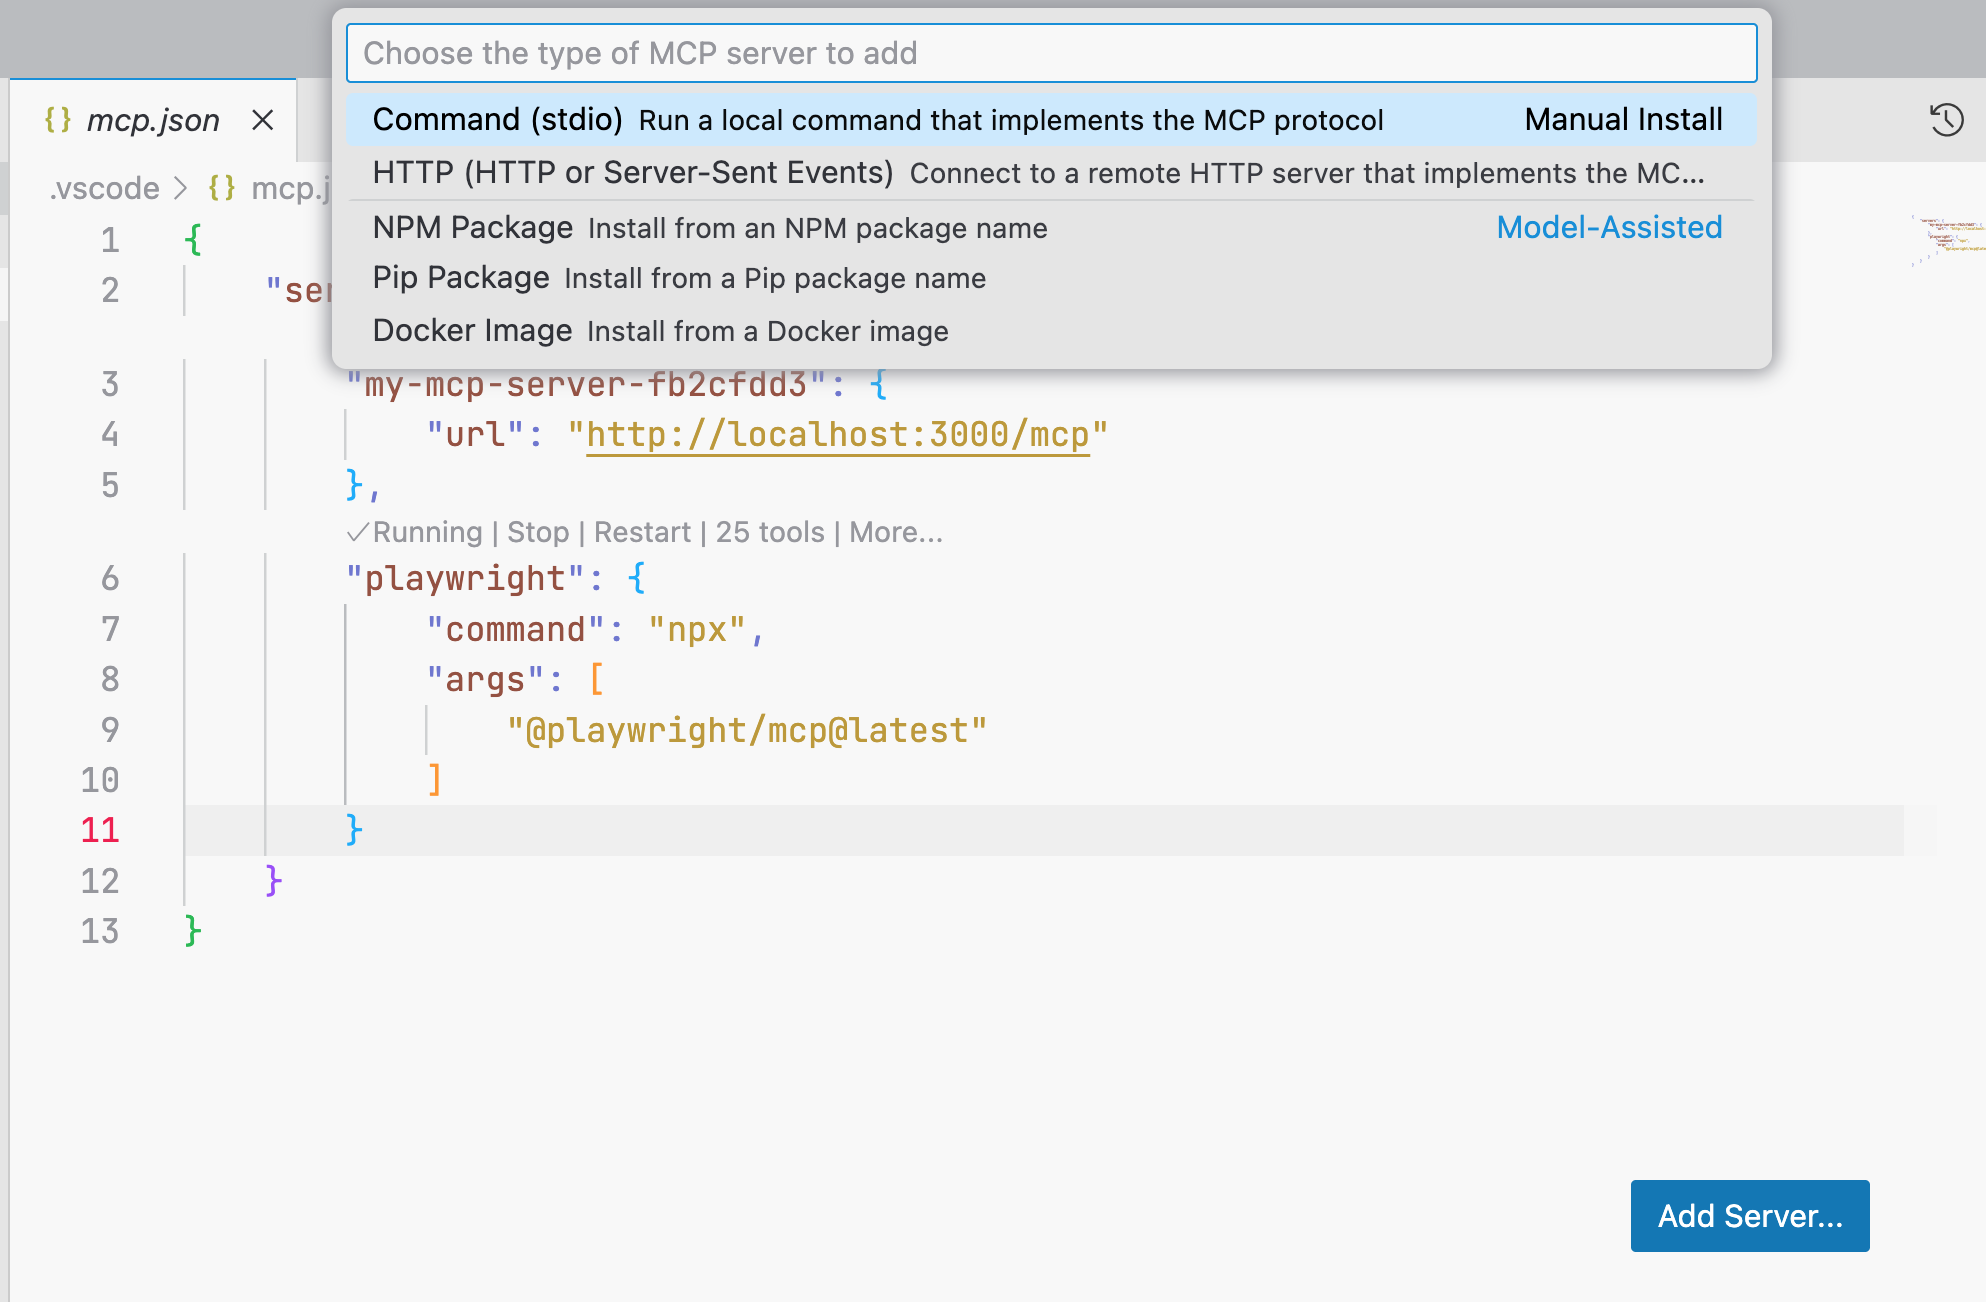 Choose the type of MCP server to add
Command (stdio) Run a local command that implements the MCP protocol Manual Install
HTTP (HTTP or Server-Sent Events) Connect to a remote HTTP server that implements the MC...
NPM Package Install from an NPM package name Model-Assisted
Pip Package Install from a Pip package name
Docker Image Install from a Docker image
{} mcp.json
.vscode > {} mcp.j
1 {
2 "ser
3 "my-mcp-server-fb2cfdd3": {
4 "url": "http://localhost:3000/mcp"
5 },
✓Running | Stop | Restart | 25 tools | More...
6 "playwright": {
7 "command": "npx",
8 "args": [
9 "@playwright/mcp@latest"
10 ]
11 }
12 }
13 }
Add Server...